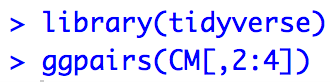 > library(tidyverse)
> ggpairs(CM[,2:4])